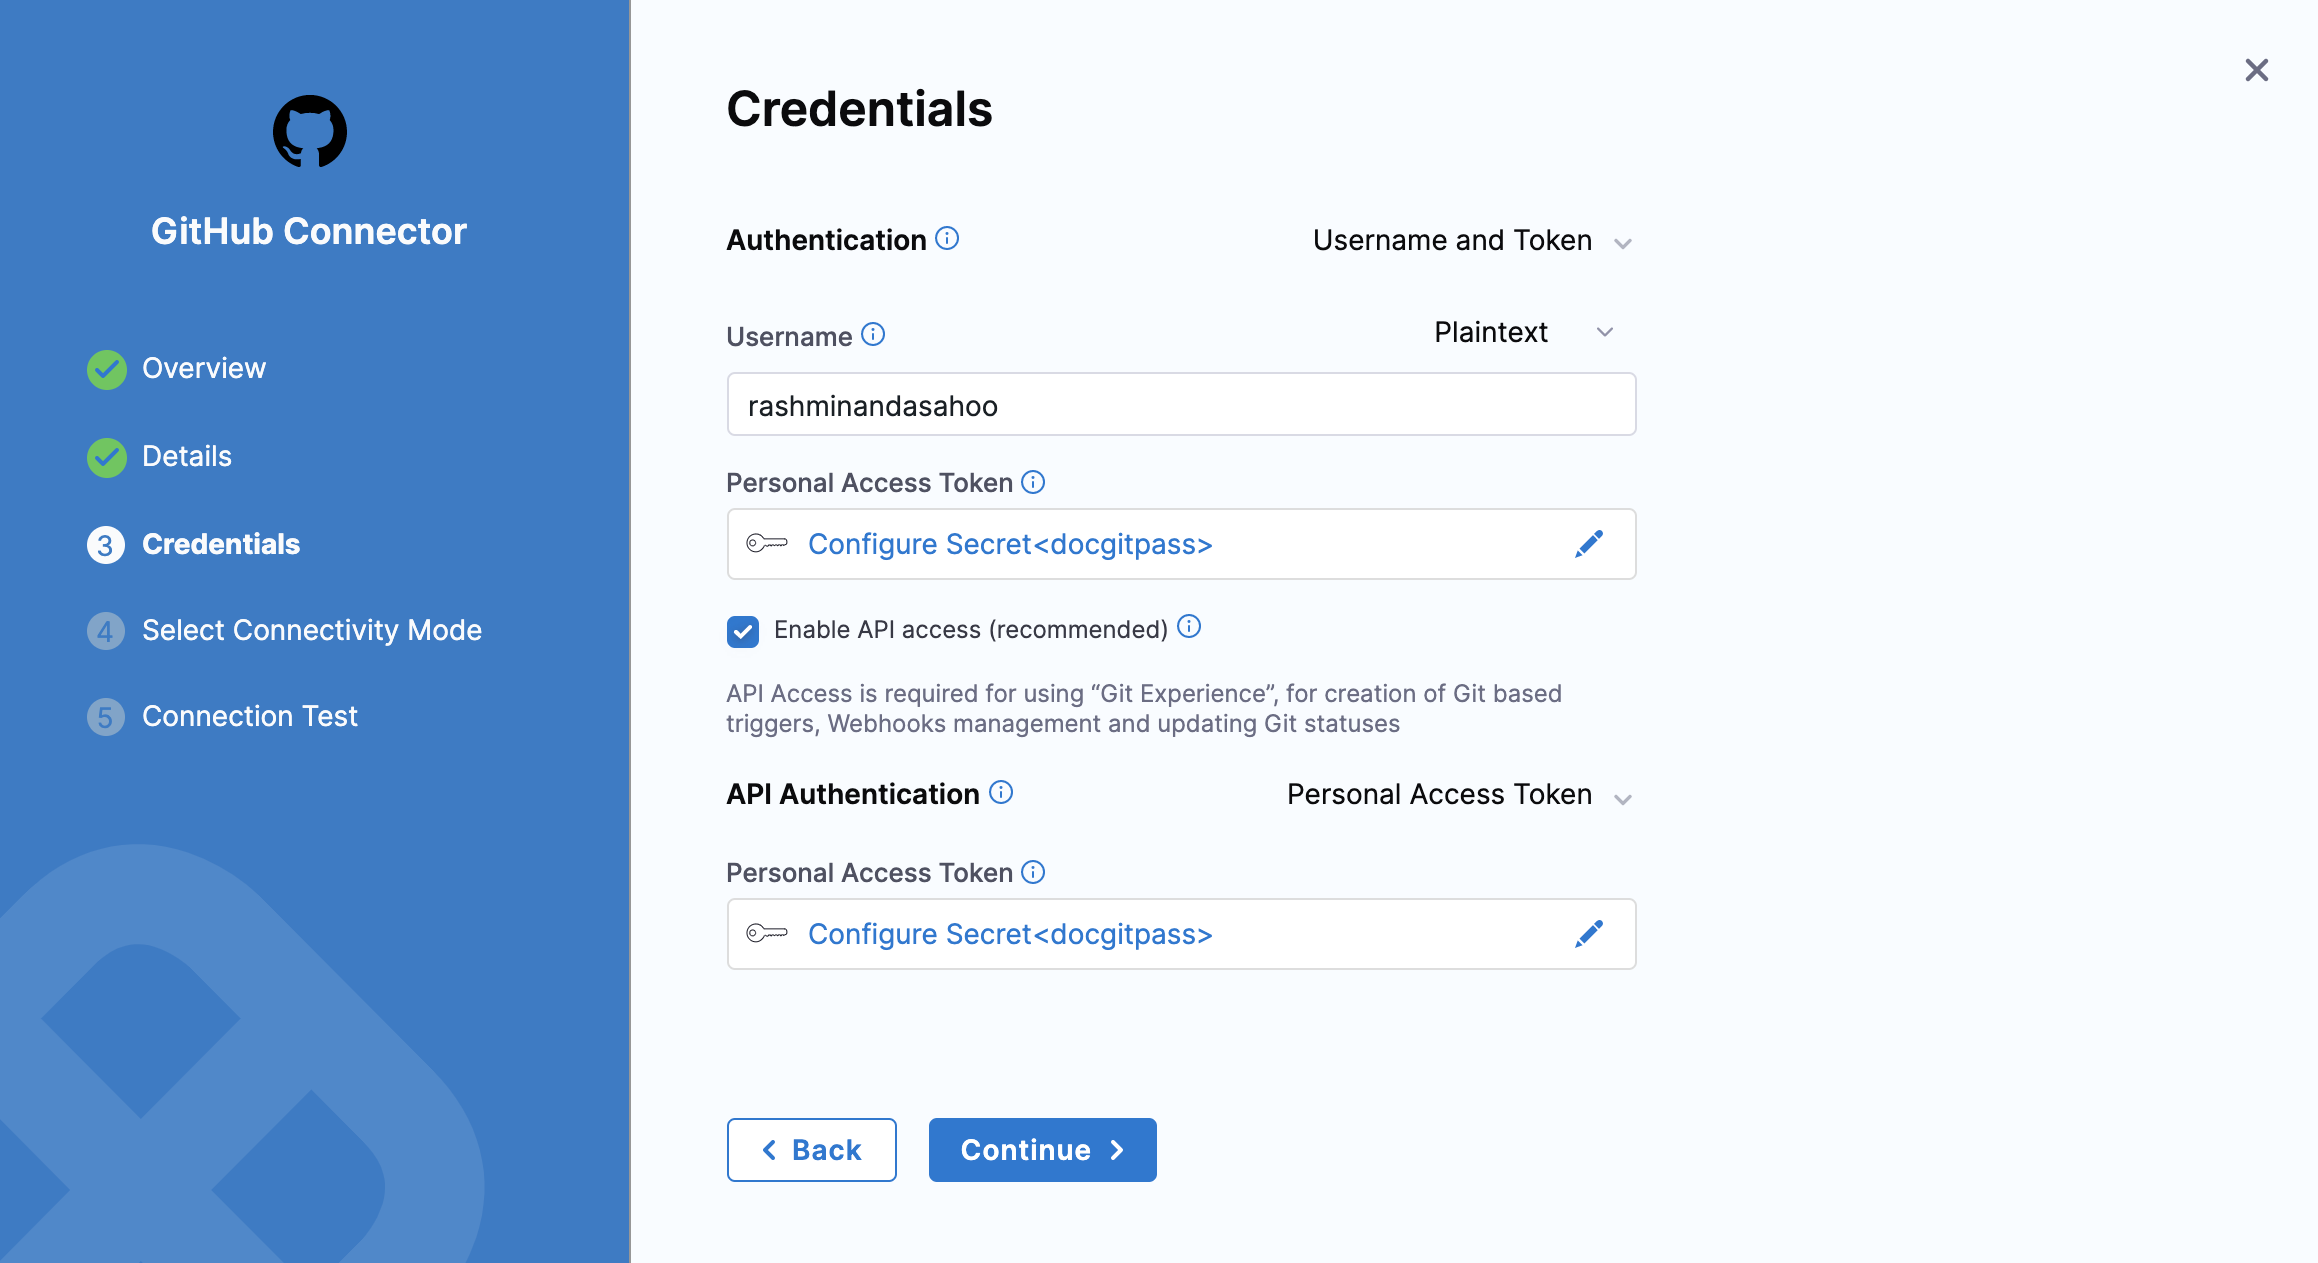 GitHub Connector
Overview
Details
3 Credentials
4 Select Connectivity Mode
5 Connection Test
Credentials
Authentication Username and Token
Username Plaintext
rashminandasahoo
Personal Access Token
Configure Secret<docgitpass>
Enable API access (recommended)
API Access is required for using “Git Experience”, for creation of Git based
triggers, Webhooks management and updating Git statuses
API Authentication Personal Access Token
Personal Access Token
Configure Secret<docgitpass>
Back Continue